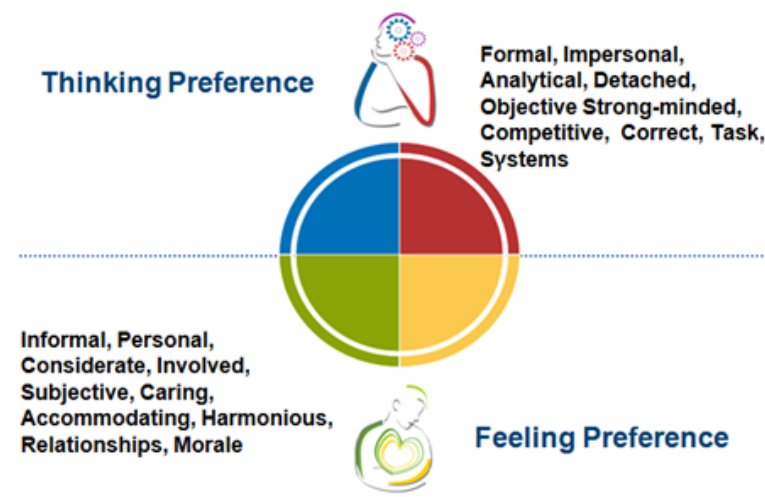 Thinking Preference
Formal, Impersonal,
Analytical, Detached,
Objective Strong-minded,
Competitive, Correct, Task,
Systems
Informal, Personal,
Considerate, Involved,
Subjective, Caring,
Accommodating, Harmonious,
Relationships, Morale
Feeling Preference